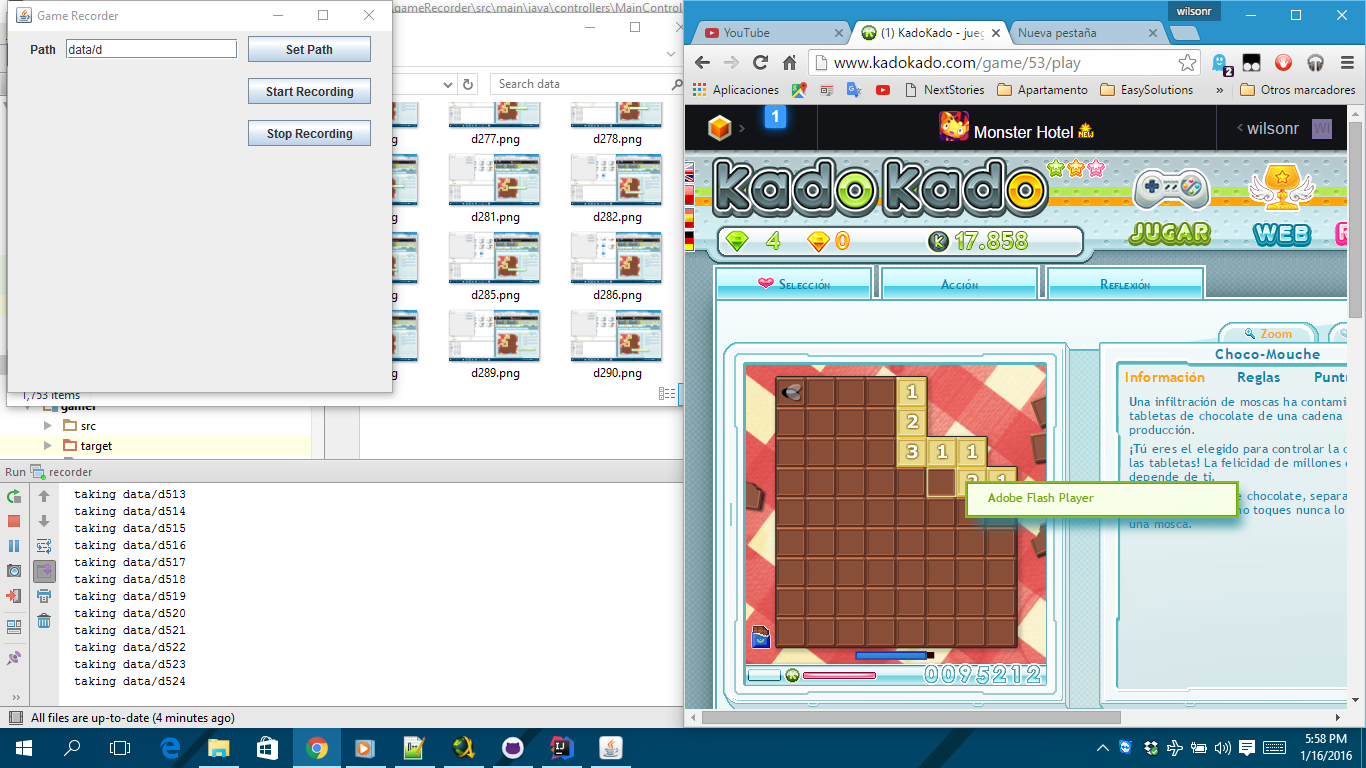 Game Recorder
Path
data/d
Set Path
Start Recording
Stop Recording
.gameRecorder\src\main\java\controllers\MainControl
Search data
d277.png
d278.png
d281.png
d282.png
d285.png
d286.png
d289.png
d290.png
1,753 items
gamer
src
target
Run
recorder
taking data/d513
taking data/d514
taking data/d515
taking data/d516
taking data/d517
taking data/d518
taking data/d519
taking data/d520
taking data/d521
taking data/d522
taking data/d523
taking data/d524
All files are up-to-date (4 minutes ago)
wilsonr
YouTube
(1) KadoKado - jueg
Nueva pestaña
www.kadokado.com/game/53/play
2
Aplicaciones
NextStories
Apartamento
EasySolutions
»
Otros marcadores
1
Monster Hotel NEW
wilsonr
WI
KadoKado
4
0
K 17.858
JUGAR
WEB
Selección
Acción
Reflexión
Zoom
Choco-Mouche
Información
Reglas
Puntu
Una infiltración de moscas ha contami
tabletas de chocolate de una cadena
producción.
¡Tú eres el elegido para controlar la c
las tabletas! La felicidad de millones
depende de ti.
chocolate, separa
toques nunca lo
una mosca.
Adobe Flash Player
1
2
3 1 1
0095212
5:58 PM
1/16/2016